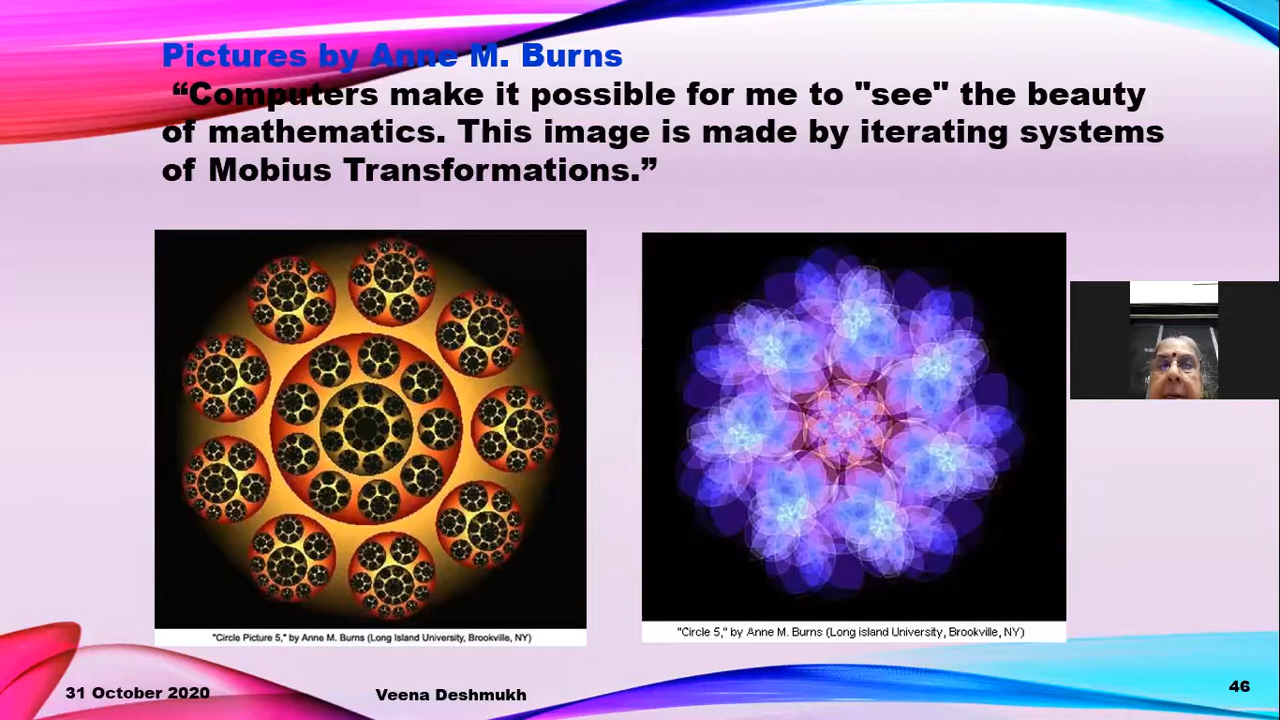 Pictures by Anne M. Burns
“Computers make it possible for me to "see" the beauty
of mathematics. This image is made by iterating systems
of Mobius Transformations.”
"Circle Picture 5," by Anne M. Burns (Long Island University, Brookville, NY)
"Circle 5," by Anne M. Burns (Long island University, Brookville, NY)
31 October 2020
Veena Deshmukh
46